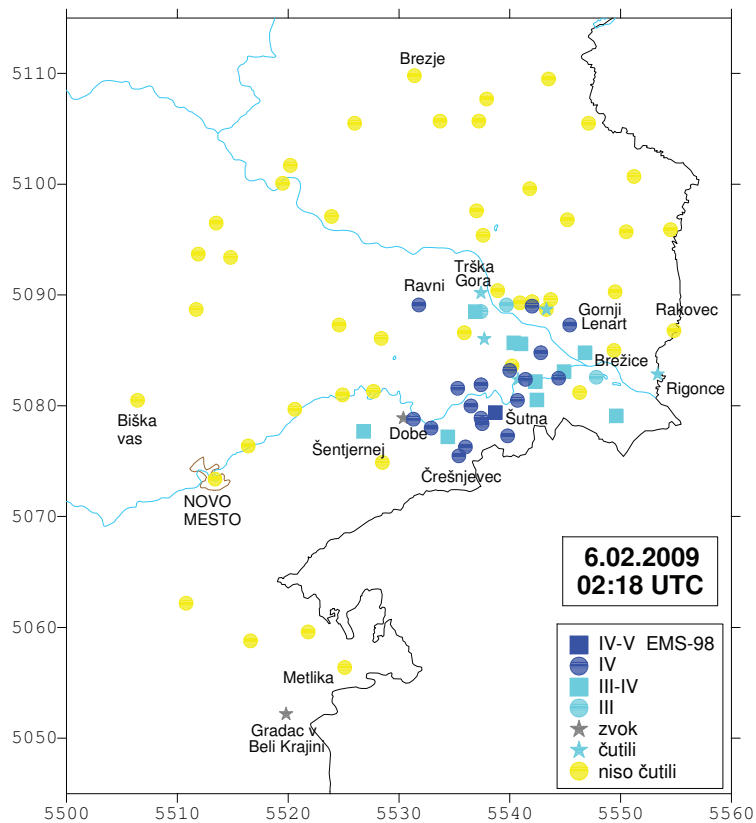 5110
5100
5090
5080
5070
5060
5050
Brezje
Trška
Gora
Ravni
Gornji
Lenart
Rakovec
Brežice
Rigonce
Biška
vas
Dobe
Šutna
Šentjernej
Črešnjevec
NOVO
MESTO
6.02.2009
02:18 UTC
Metlika
Gradac v
Beli Krajini
IV-V EMS-98
IV
III-IV
III
zvok
čutili
niso čutili
5500
5510
5520
5530
5540
5550
5560